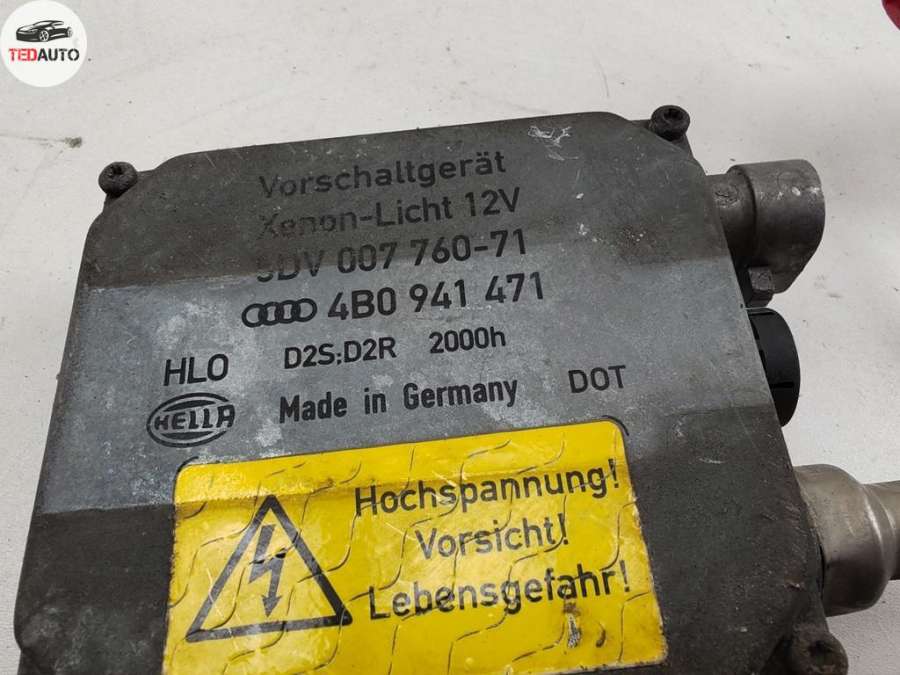 TEDAUTO
Vorschaltgerät
Xenon-Licht 12V
5DV 007 760-71
4B0 941 471
HLO D2S;D2R 2000h
HELLA Made in Germany DOT
Hochspannung!
Vorsicht!
Lebensgefahr!